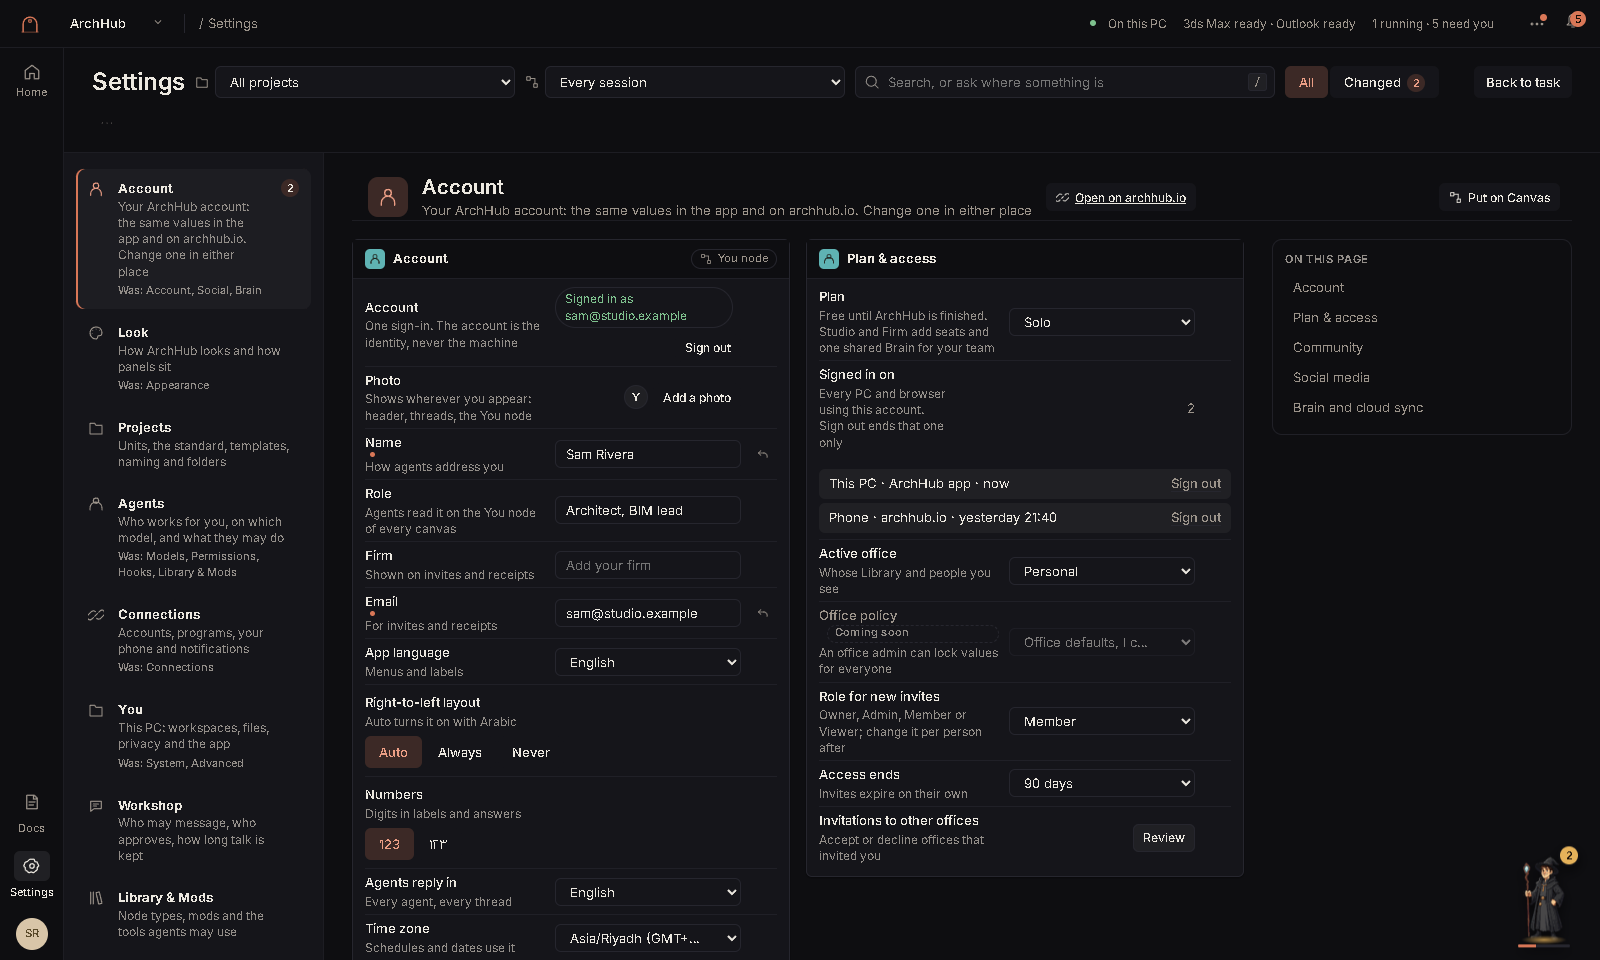 ArchHub
/ Settings
On this PC
3ds Max ready · Outlook ready
1 running · 5 need you
5
Home
Settings
All projects
Every session
Search, or ask where something is
/
All
Changed 2
Back to task
...
Account
2
Your ArchHub account:
the same values in the
app and on archhub.io.
Change one in either
place
Was: Account, Social, Brain
Look
How ArchHub looks and how
panels sit
Was: Appearance
Projects
Units, the standard, templates,
naming and folders
Agents
Who works for you, on which
model, and what they may do
Was: Models, Permissions,
Hooks, Library & Mods
Connections
Accounts, programs, your
phone and notifications
Was: Connections
You
This PC: workspaces, files,
privacy and the app
Was: System, Advanced
Workshop
Who may message, who
approves, how long talk is
kept
Library & Mods
Node types, mods and the
tools agents may use
Docs
Settings
SR
Account
Your ArchHub account: the same values in the app and on archhub.io. Change one in either place
Open on archhub.io
Put on Canvas
Account
You node
Account
One sign-in. The account is the
identity, never the machine
Signed in as
sam@studio.example
Sign out
Photo
Shows wherever you appear:
header, threads, the You node
Y
Add a photo
Name
How agents address you
Sam Rivera
Role
Agents read it on the You node
of every canvas
Architect, BIM lead
Firm
Shown on invites and receipts
Add your firm
Email
For invites and receipts
sam@studio.example
App language
Menus and labels
English
Right-to-left layout
Auto turns it on with Arabic
Auto
Always
Never
Numbers
Digits in labels and answers
123
١٢٣
Agents reply in
Every agent, every thread
English
Time zone
Schedules and dates use it
Asia/Riyadh (GMT+...
Plan & access
Plan
Free until ArchHub is finished.
Studio and Firm add seats and
one shared Brain for your team
Solo
Signed in on
Every PC and browser
using this account.
Sign out ends that one
only
2
This PC · ArchHub app · now
Sign out
Phone · archhub.io · yesterday 21:40
Sign out
Active office
Whose Library and people you
see
Personal
Office policy
Coming soon
An office admin can lock values
for everyone
Office defaults, I c...
Role for new invites
Owner, Admin, Member or
Viewer; change it per person
after
Member
Access ends
Invites expire on their own
90 days
Invitations to other offices
Accept or decline offices that
invited you
Review
ON THIS PAGE
Account
Plan & access
Community
Social media
Brain and cloud sync
2